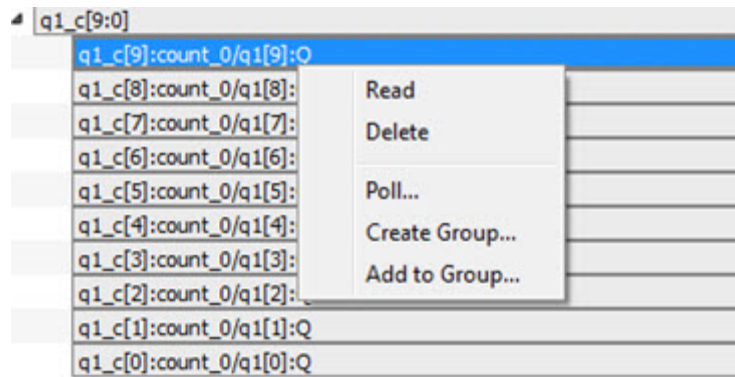 q1_c[9:0]
q1_c[9]:count_0/q1[9]:Q
q1_c[8]:count_0/q1[8]:
q1_c[7]:count_0/q1[7]:
q1_c[6]:count_0/q1[6]:
q1_c[5]:count_0/q1[5]:
q1_c[4]:count_0/q1[4]:
q1_c[3]:count_0/q1[3]:
q1_c[2]:count_0/q1[2]:Q
q1_c[1]:count_0/q1[1]:Q
q1_c[0]:count_0/q1[0]:Q
Read
Delete
Poll...
Create Group...
Add to Group...